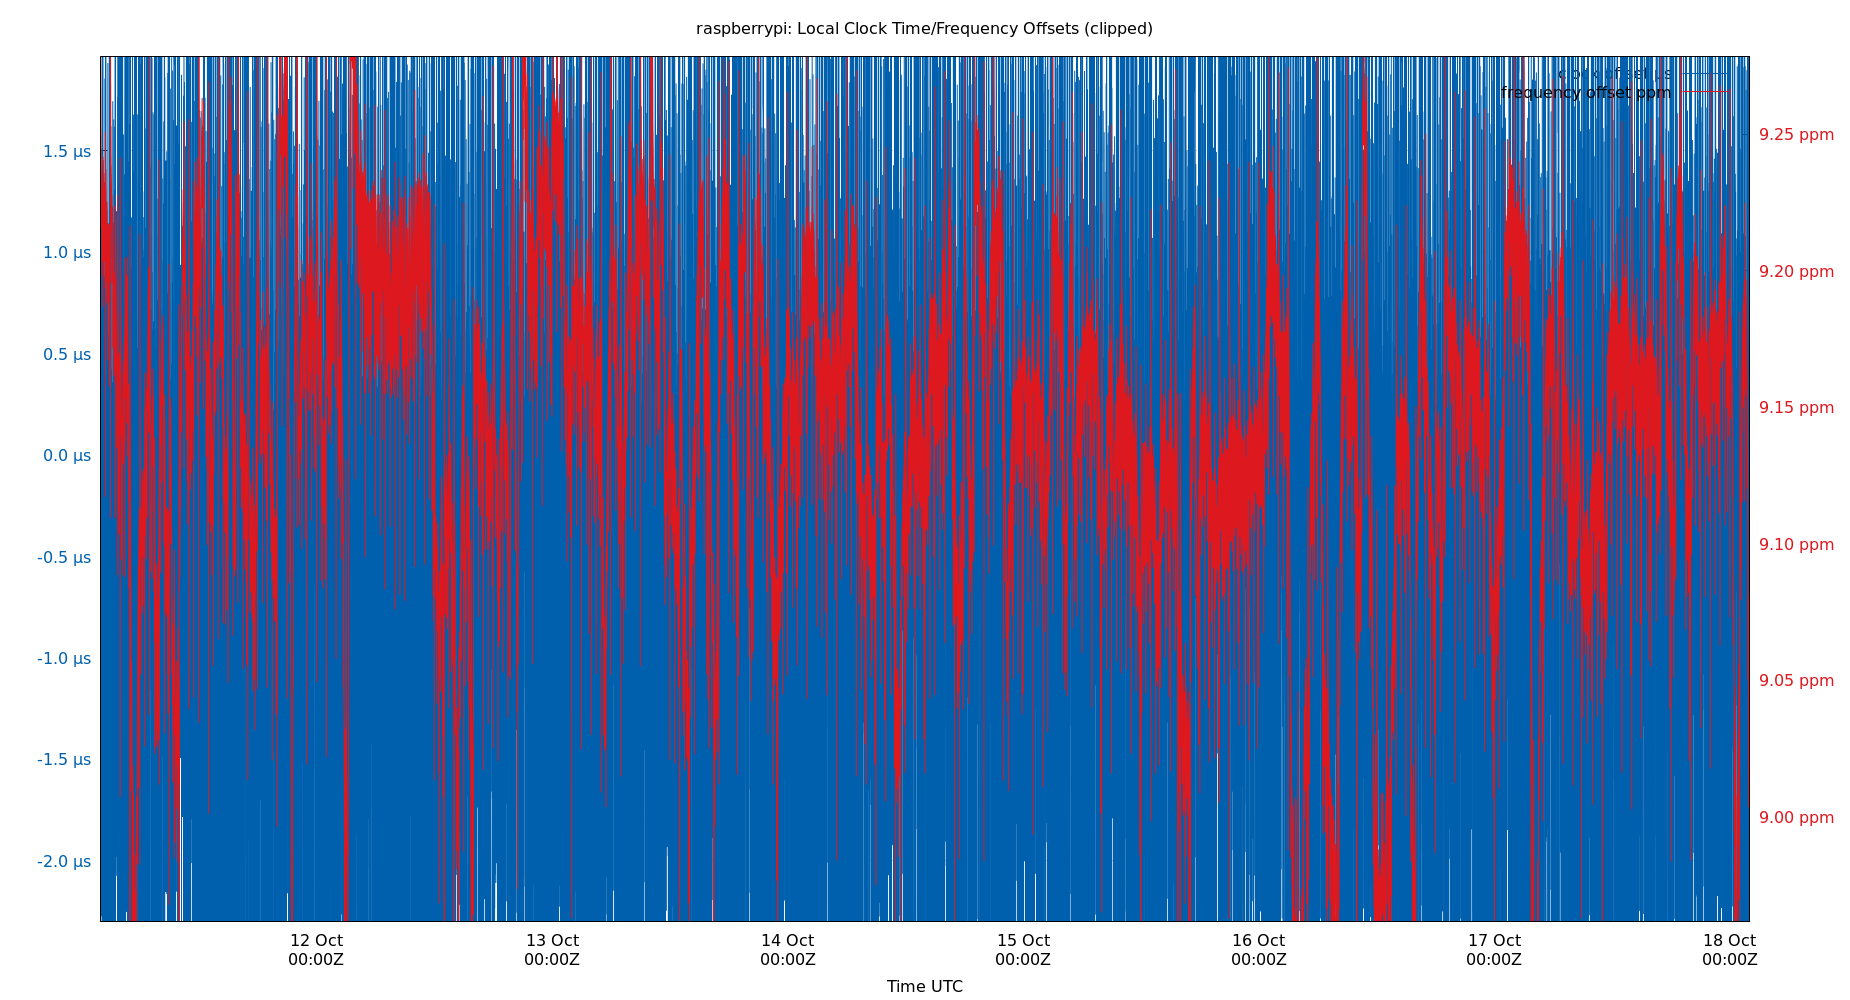 raspberrypi: Local Clock Time/Frequency Offsets (clipped)
frequency offset ppm
1.5 µs
1.0 µs
0.5 µs
0.0 µs
-0.5 µs
-1.0 µs
-1.5 µs
-2.0 µs
9.25 ppm
9.20 ppm
9.15 ppm
9.10 ppm
9.05 ppm
9.00 ppm
12 Oct
00:00Z
13 Oct
00:00Z
14 Oct
00:00Z
15 Oct
00:00Z
16 Oct
00:00Z
17 Oct
00:00Z
18 Oct
00:00Z
Time UTC